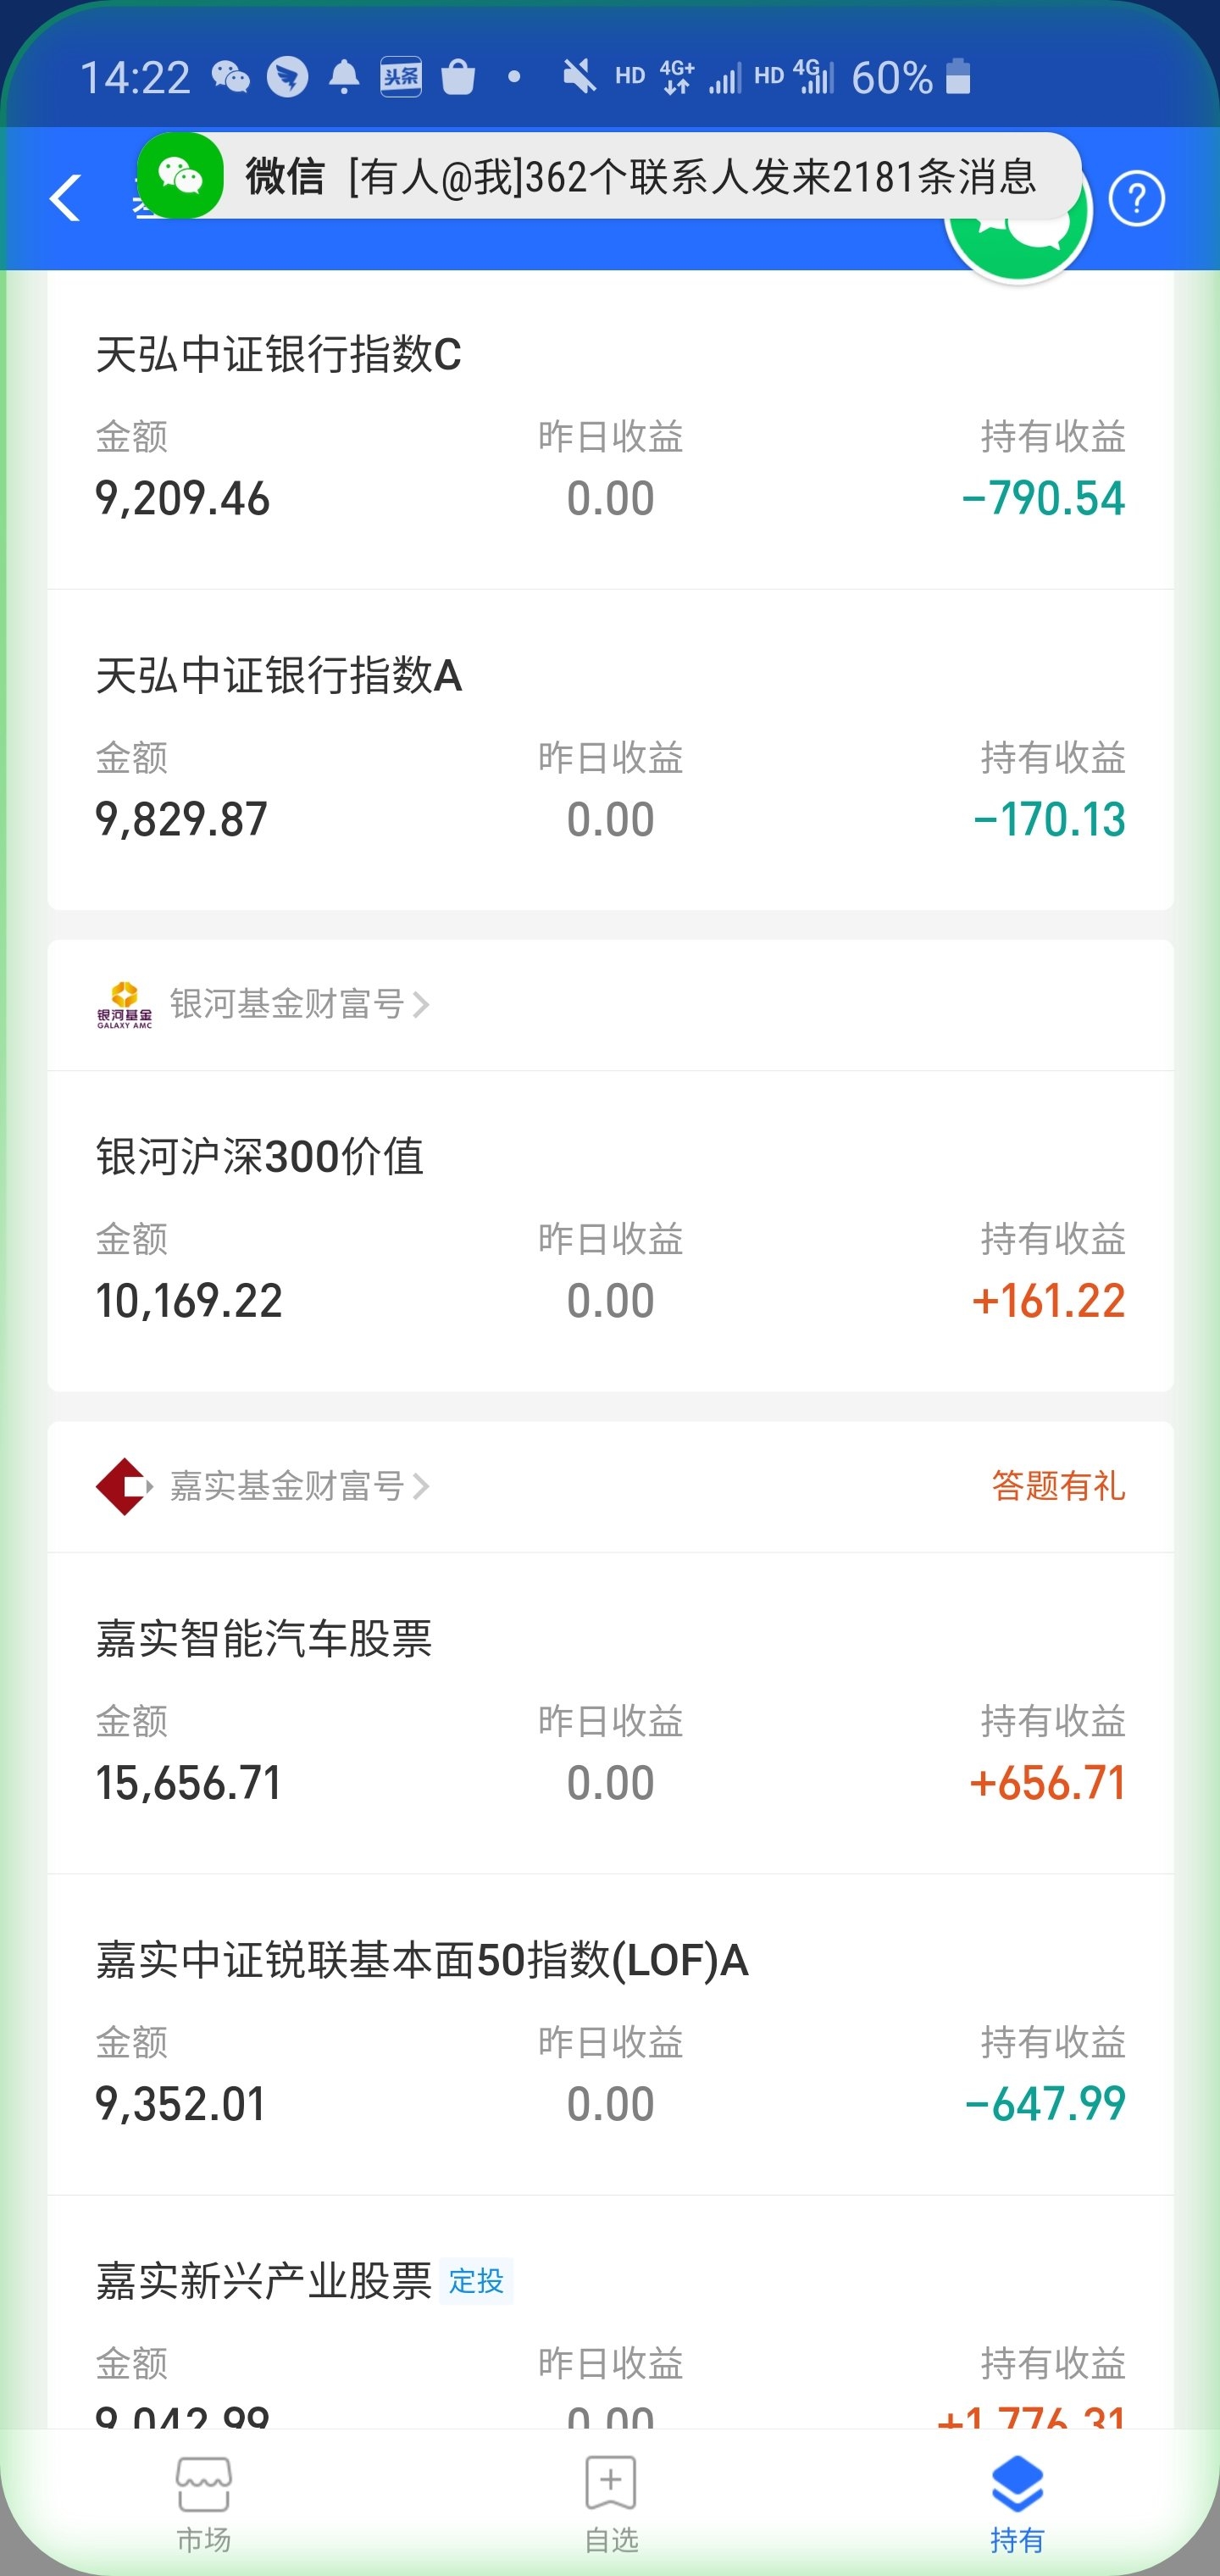 14:22 头条 HD 4G+ HD 4G 60%
微信 [有人@我]362个联系人发来2181条消息
天弘中证银行指数C
金额 昨日收益 持有收益
9,209.46 0.00 -790.54
天弘中证银行指数A
金额 昨日收益 持有收益
9,829.87 0.00 -170.13
银河基金 GALAXY AMC 银河基金财富号
银河沪深300价值
金额 昨日收益 持有收益
10,169.22 0.00 +161.22
嘉实基金财富号 答题有礼
嘉实智能汽车股票
金额 昨日收益 持有收益
15,656.71 0.00 +656.71
嘉实中证锐联基本面50指数(LOF)A
金额 昨日收益 持有收益
9,352.01 0.00 -647.99
嘉实新兴产业股票 定投
金额 昨日收益 持有收益
9,042.99 0.00 +1,776.31
市场 自选 持有